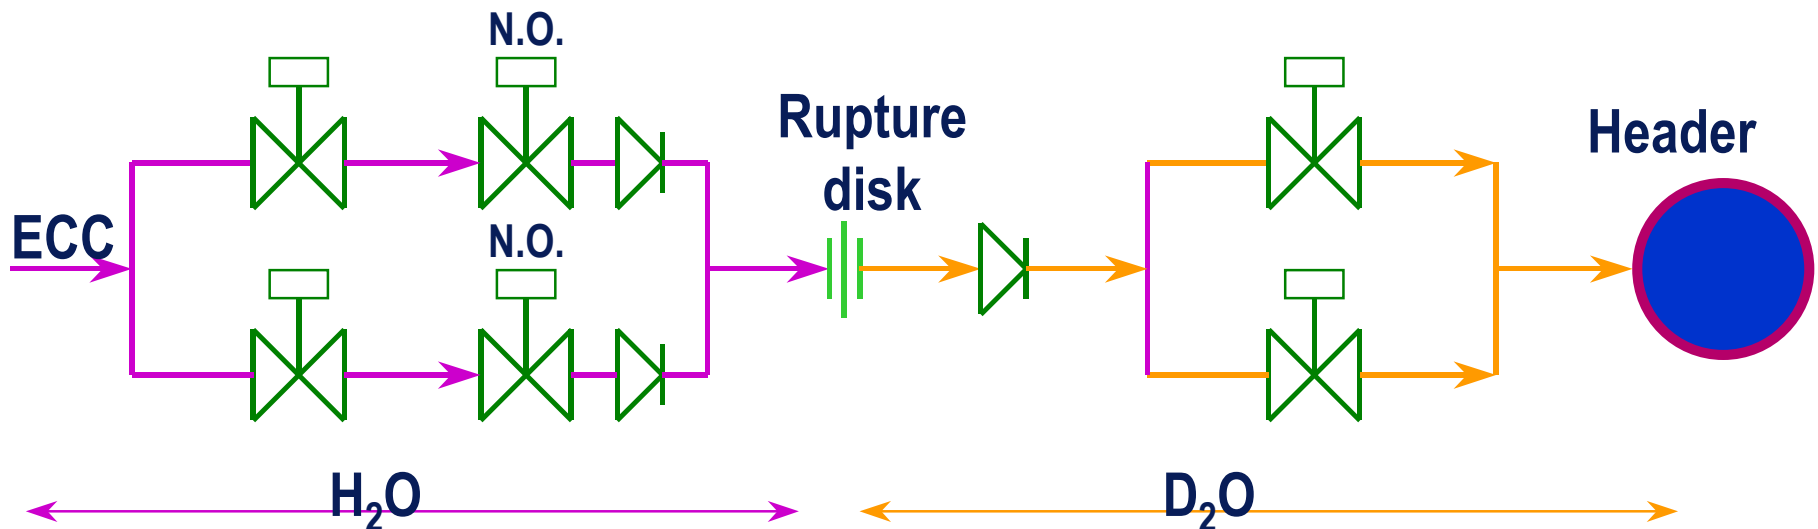 N.O.
Rupture
disk
Header
ECC
N.O.
H₂O
D₂O